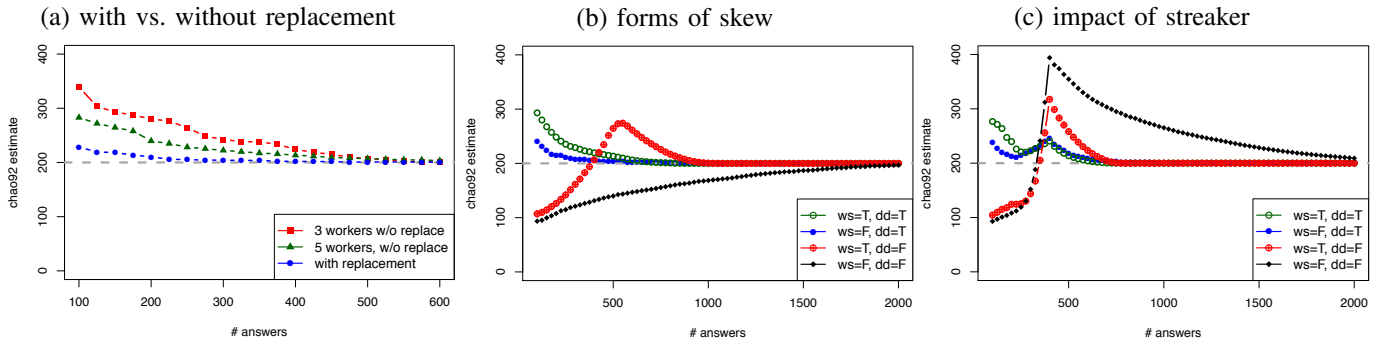 (a) with vs. without replacement
chao92 estimate
400
300
200
100
0
3 workers w/o replace
5 workers, w/o replace
with replacement
100 200 300 400 500 600
# answers
(b) forms of skew
chao92 estimate
400
300
200
100
0
ws=T, dd=T
ws=F, dd=T
ws=T, dd=F
ws=F, dd=F
500 1000 1500 2000
# answers
(c) impact of streaker
chao92 estimate
400
300
200
100
0
ws=T, dd=T
ws=F, dd=T
ws=T, dd=F
ws=F, dd=F
500 1000 1500 2000
# answers